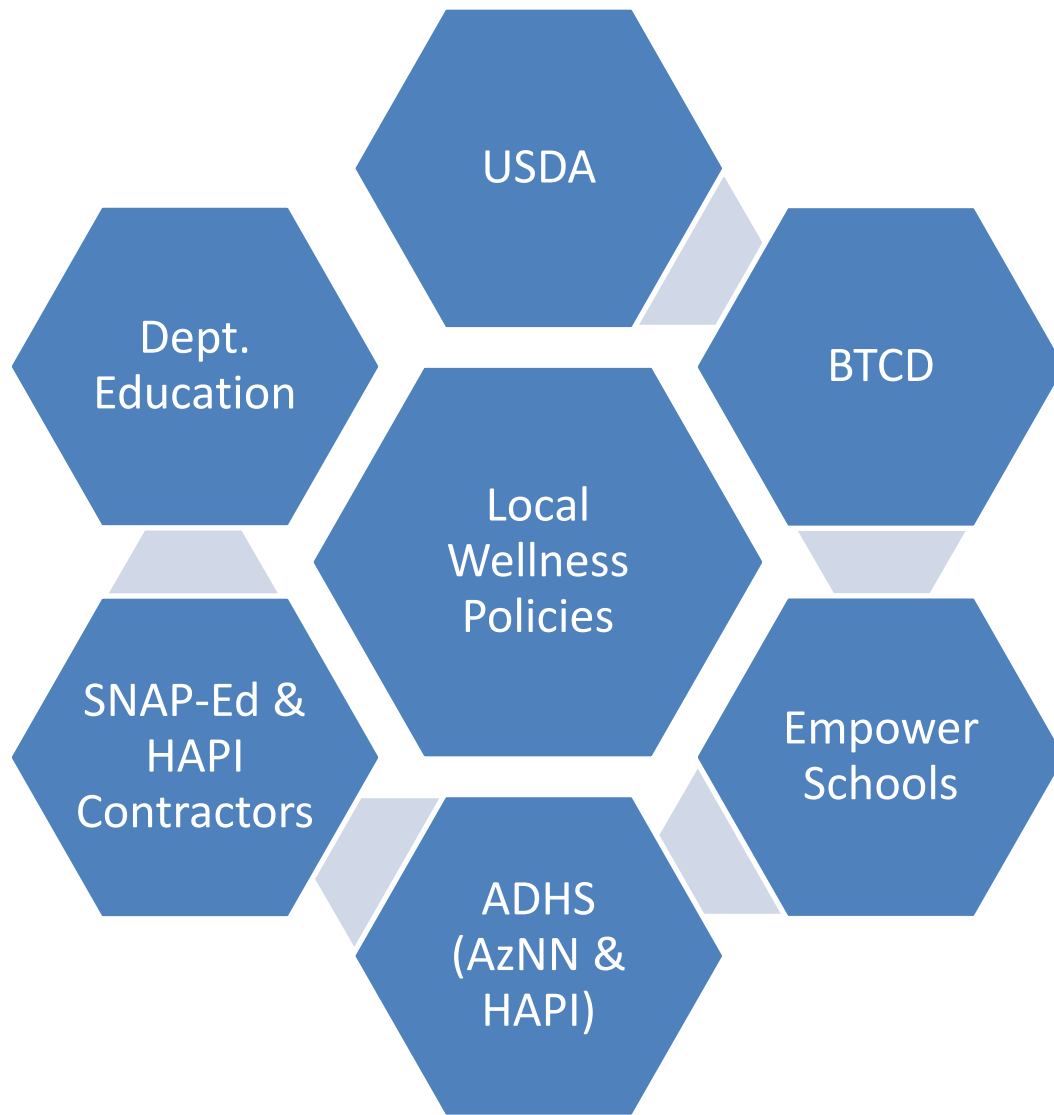 USDA
Dept.
Education
BTCD
Local
Wellness
Policies
SNAP-Ed &
HAPI
Contractors
Empower
Schools
ADHS
(AzNN &
HAPI)